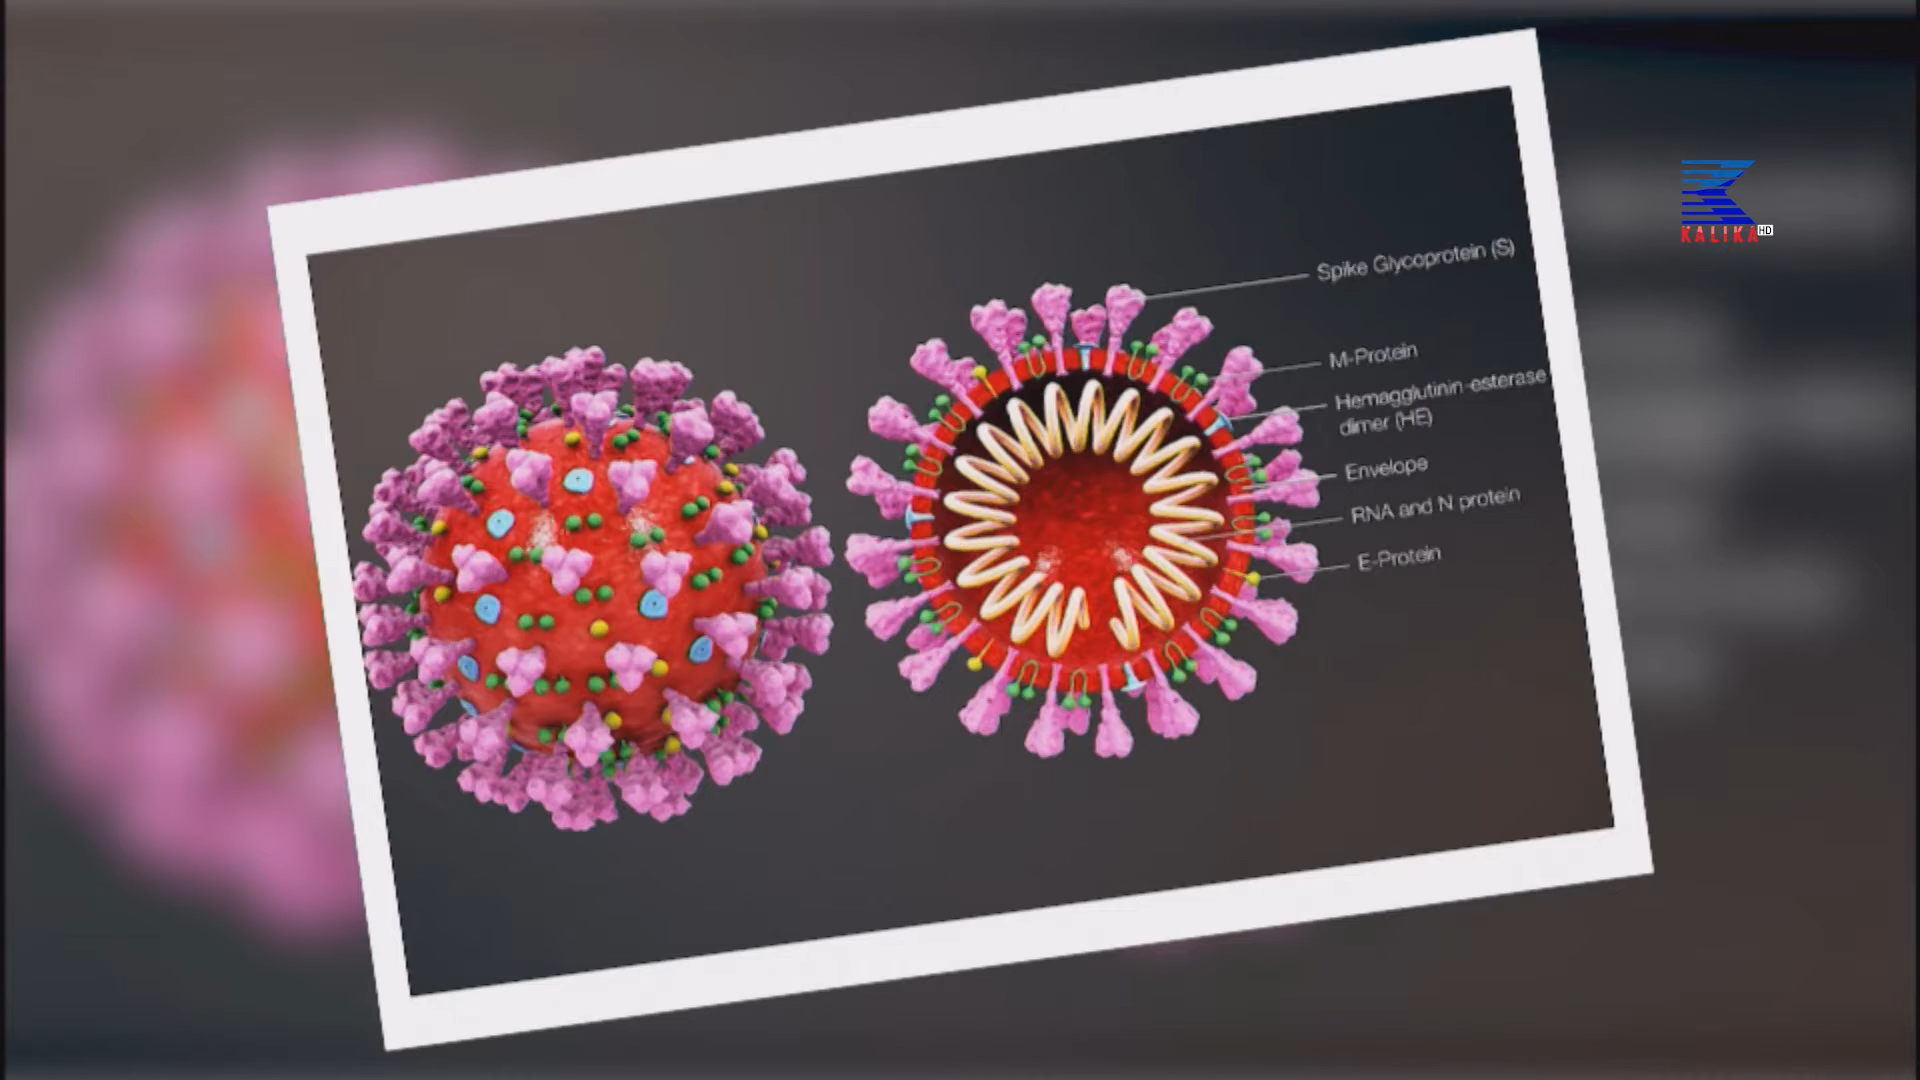 Spike Glycoprotein (S)
M-Protein
Hemagglutinin-esterase
dimer (HE)
Envelope
RNA and N protein
E-Protein
KALIKA HD